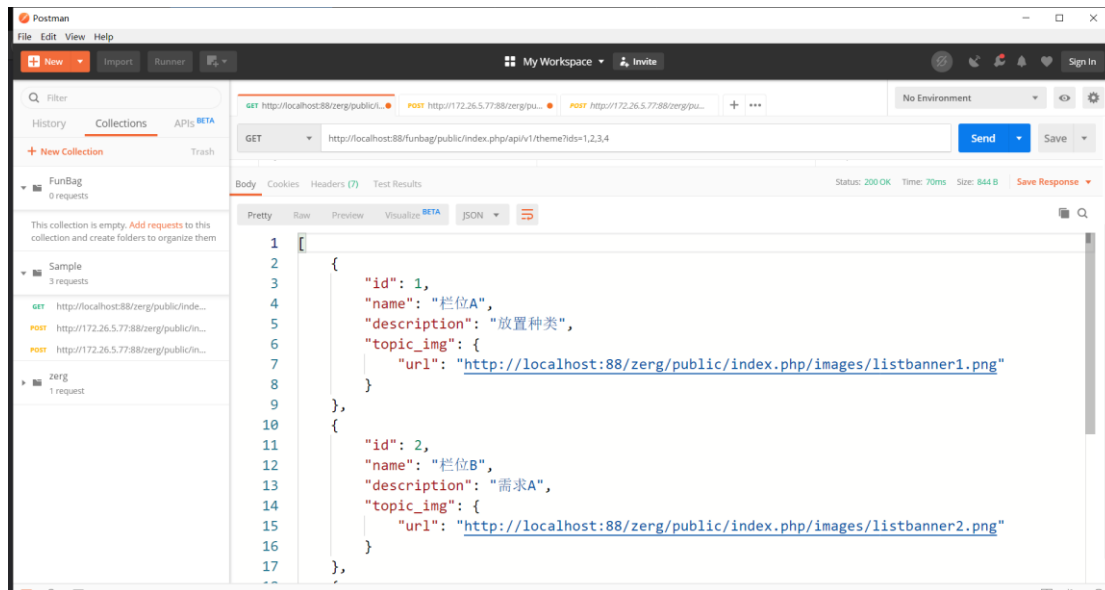 Postman
File Edit View Help
New Import Runner My Workspace Invite Sign In
Filter
History Collections APIs BETA
New Collection Trash
FunBag
0 requests
This collection is empty. Add requests to this
collection and create folders to organize them
Sample
3 requests
GET http://localhost:88/zerg/public/inde...
POST http://172.26.5.77:88/zerg/public/in...
POST http://172.26.5.77:88/zerg/public/in...
zerg
1 request
GET http://localhost:88/zerg/public/i... POST http://172.26.5.77:88/zerg/pu... POST http://172.26.5.77:88/zerg/pu... No Environment
GET http://localhost:88/funbag/public/index.php/api/v1/theme?ids=1,2,3,4 Send Save
Body Cookies Headers (7) Test Results Status: 200 OK Time: 70ms Size: 844 B Save Response
Pretty Raw Preview Visualize BETA JSON
1 [
2 {
3 "id": 1,
4 "name": "栏位A",
5 "description": "放置种类",
6 "topic_img": {
7 "url": "http://localhost:88/zerg/public/index.php/images/listbanner1.png"
8 }
9 },
10 {
11 "id": 2,
12 "name": "栏位B",
13 "description": "需求A",
14 "topic_img": {
15 "url": "http://localhost:88/zerg/public/index.php/images/listbanner2.png"
16 }
17 },